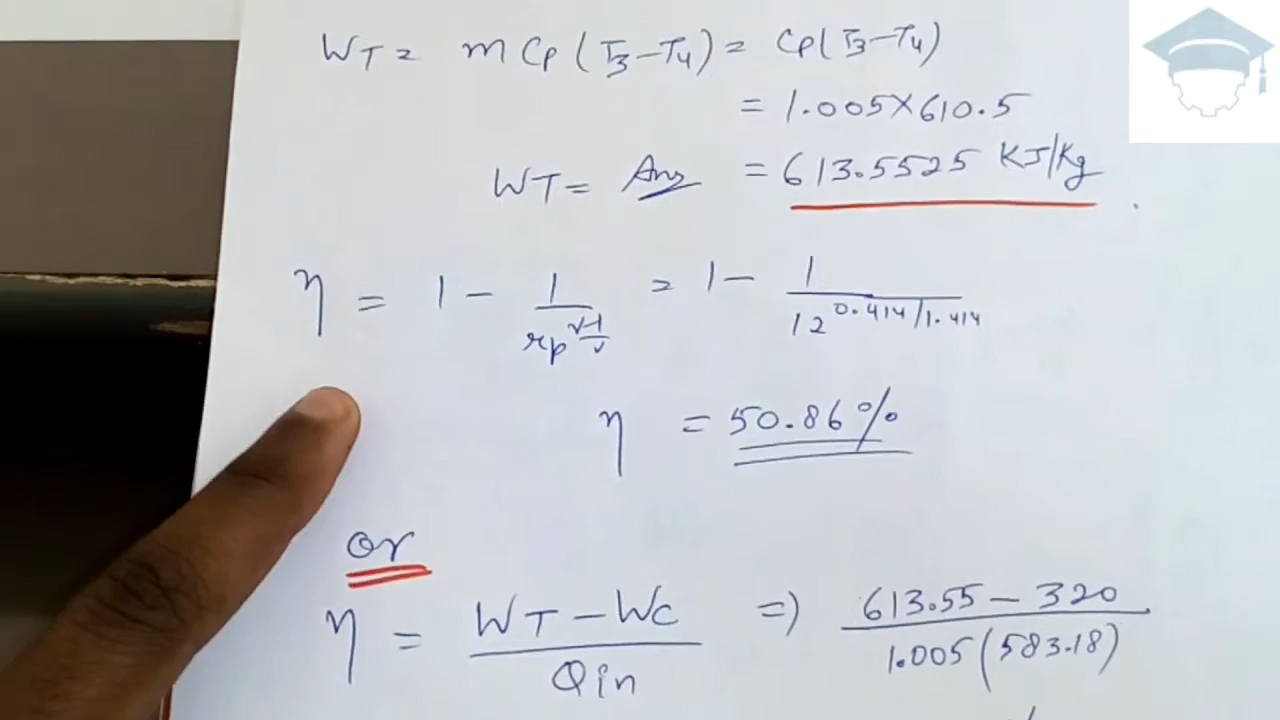 WT = m Cp (T3-T4) = Cp(T3-T4)
= 1.005×610.5
WT = Ans = 613.5525 KJ/Kg
η = 1 - 1/rp^(γ-1/γ) = 1 - 1/12^0.414/1.414
η = 50.86%
or
η = WT - WC/Qin => 613.55 - 320/1.005(583.18)